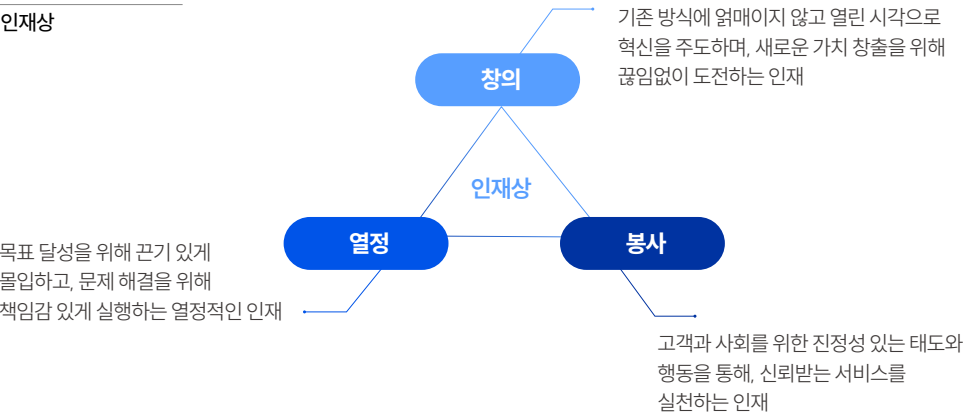 인재상
기존 방식에 얽매이지 않고 열린 시각으로
혁신을 주도하며, 새로운 가치 창출을 위해
끊임없이 도전하는 인재
창의
인재상
열정
봉사
목표 달성을 위해 끈기 있게
몰입하고, 문제 해결을 위해
책임감 있게 실행하는 열정적인 인재
고객과 사회를 위한 진정성 있는 태도와
행동을 통해, 신뢰받는 서비스를
실천하는 인재